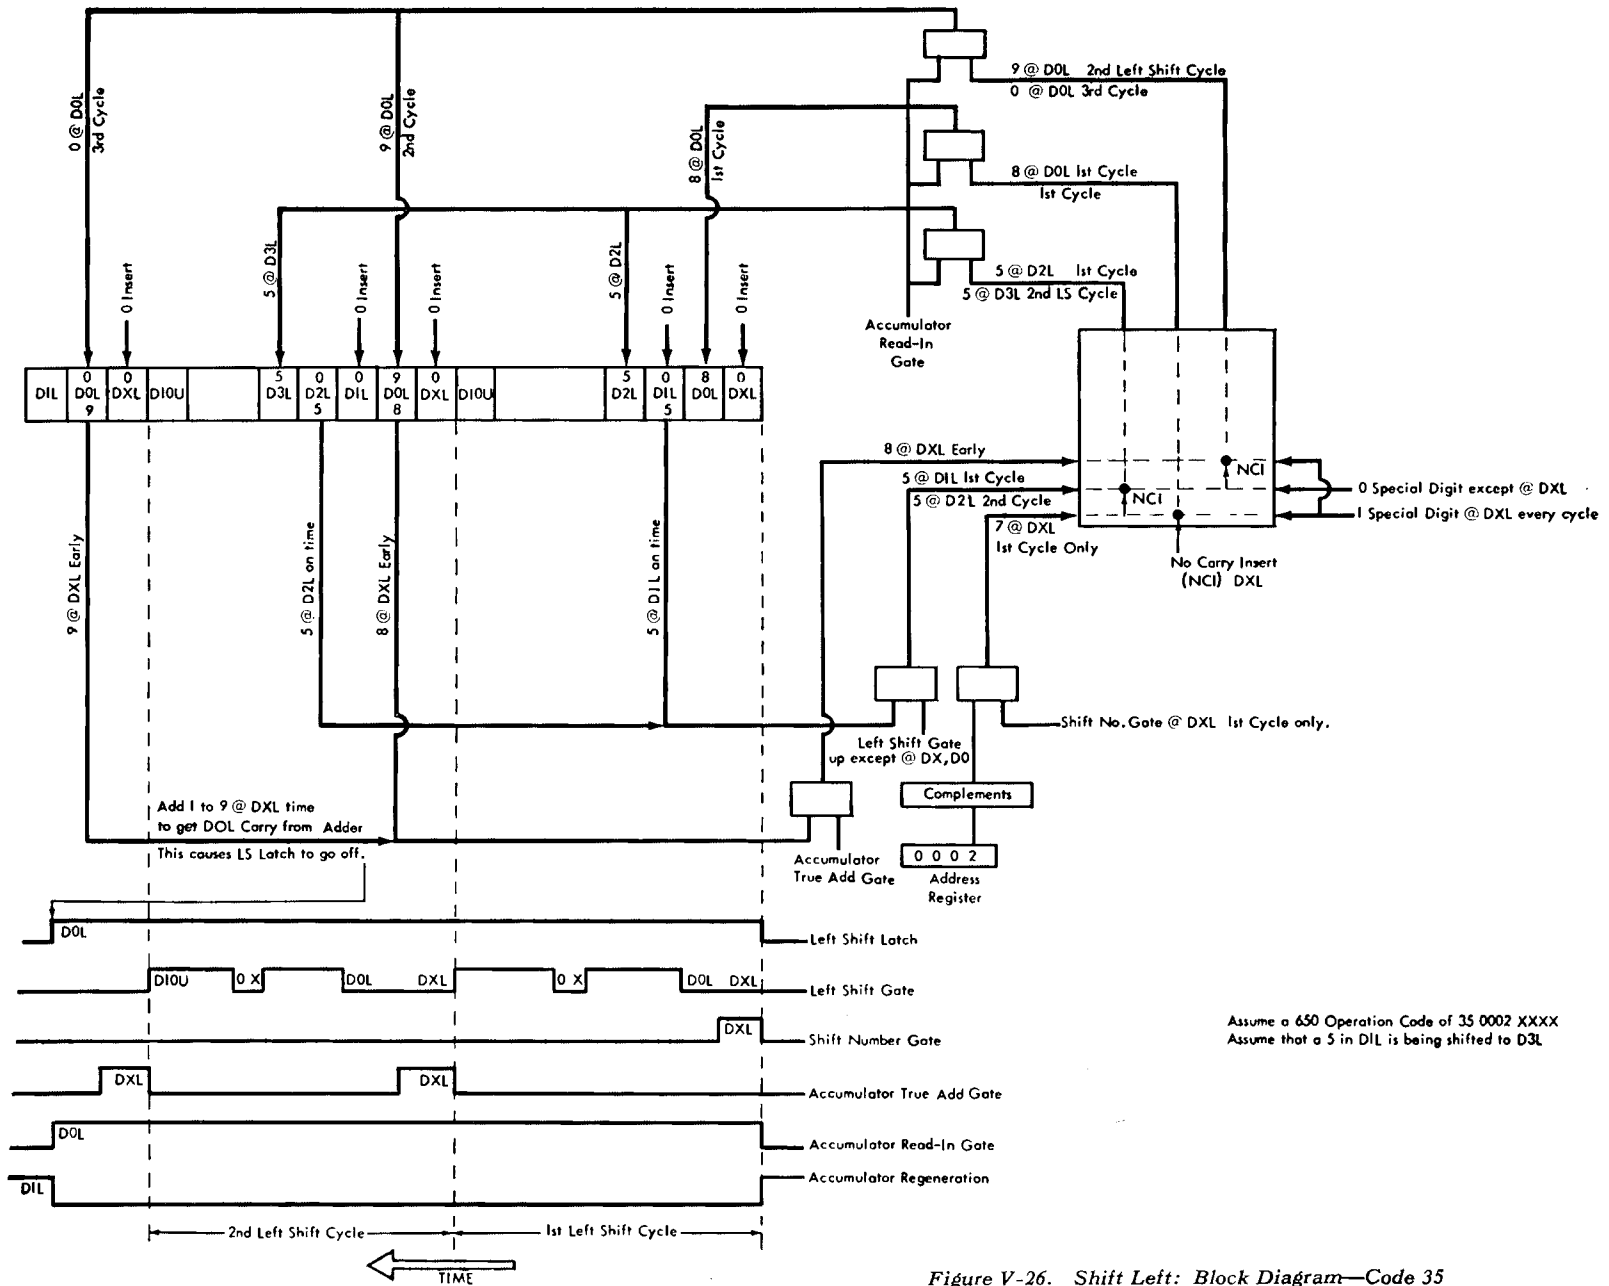 9 @ D0L 2nd Left Shift Cycle
0 @ D0L 3rd Cycle
0 @ D0L
3rd Cycle
9 @ D0L
2nd Cycle
8 @ D0L
1st Cycle
8 @ D0L 1st Cycle
1st Cycle
5 @ D3L
5 @ D2L
5 @ D2L 1st Cycle
5 @ D3L 2nd LS Cycle
0 Insert
0 Insert
0 Insert
0 Insert
0 Insert
Accumulator
Read-In
Gate
0 0 5 0 0 9 0 5 0 8 0
D1L D0L DXL D10U D3L D2L D1L D0L DXL D10U D2L D1L D0L DXL
9 5 8 5
8 @ DXL Early
5 @ D1L 1st Cycle
5 @ D2L 2nd Cycle
7 @ DXL
1st Cycle Only
NCI
NCI
0 Special Digit except @ DXL
1 Special Digit @ DXL every cycle
No Carry Insert
(NCI) DXL
9 @ DXL Early
5 @ D2L on time
8 @ DXL Early
5 @ D1L on time
Left Shift Gate
up except @ DX,D0
Shift No. Gate @ DXL 1st Cycle only.
Complements
0 0 0 2
Address
Register
Add 1 to 9 @ DXL time
to get D0L Carry from Adder
This causes LS Latch to go off.
Accumulator
True Add Gate
D0L
Left Shift Latch
D10U 0 X D0L DXL 0 X D0L DXL
Left Shift Gate
DXL
Shift Number Gate
DXL DXL
Accumulator True Add Gate
D0L
Accumulator Read-In Gate
D1L
Accumulator Regeneration
2nd Left Shift Cycle
1st Left Shift Cycle
TIME
Assume a 650 Operation Code of 35 0002 XXXX
Assume that a 5 in D1L is being shifted to D3L
Figure V-26. Shift Left: Block Diagram—Code 35